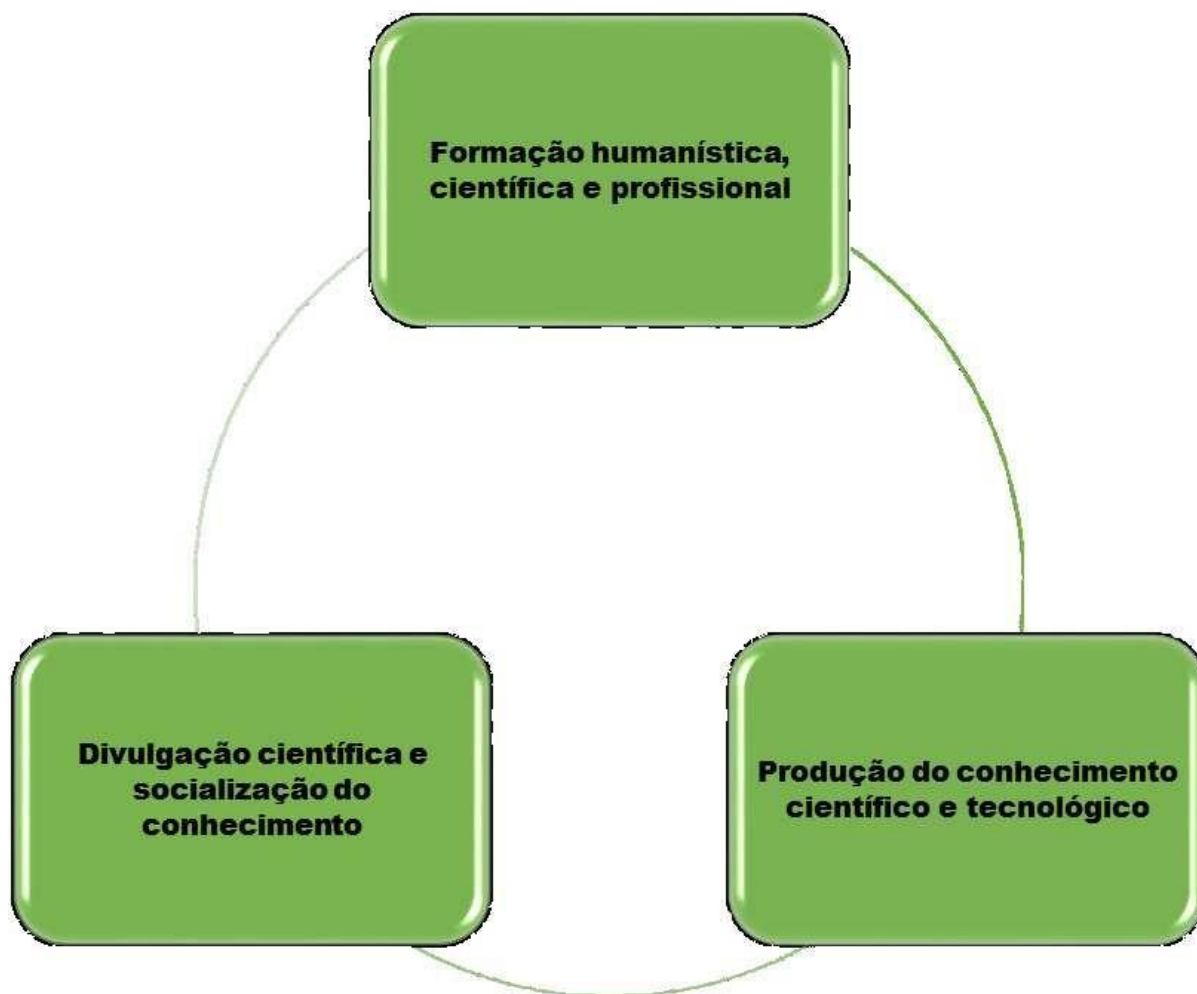 Formação humanística,
científica e profissional
Divulgação científica e
socialização do
conhecimento
Produção do conhecimento
científico e tecnológico